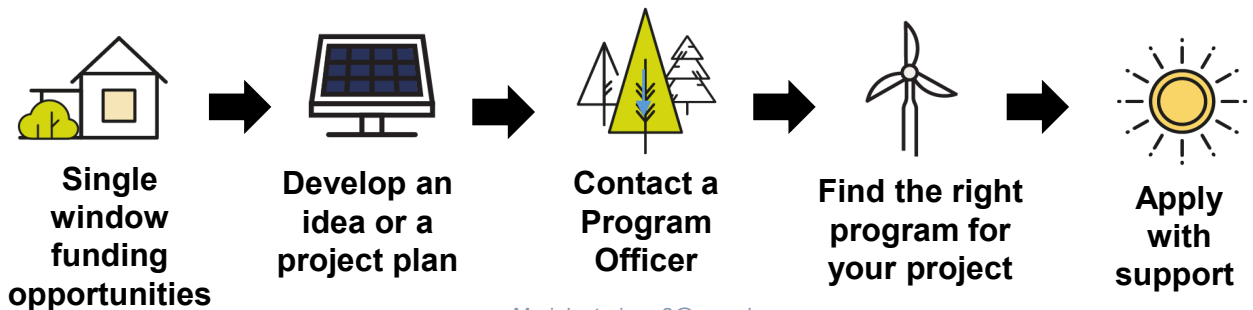 Single
window
funding
opportunities
Develop an
idea or a
project plan
Contact a
Program
Officer
Find the right
program for
your project
Apply
with
support